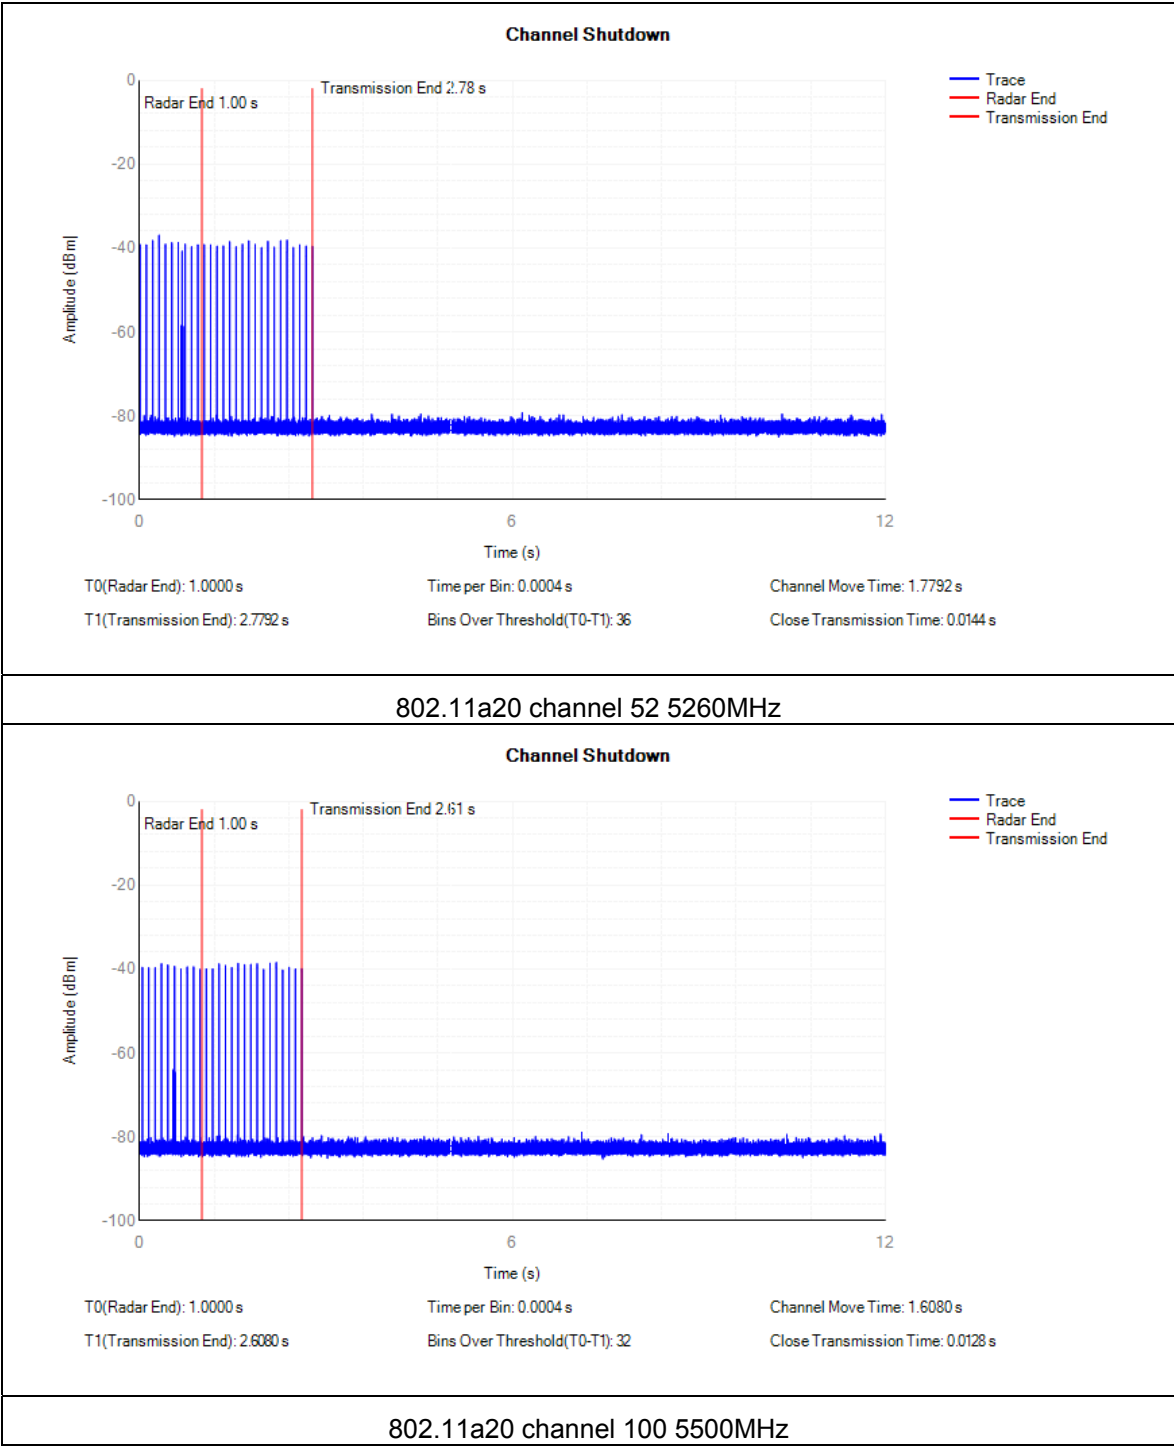 Channel Shutdown
Transmission End 2.78 s
Radar End 1.00 s
Trace
Radar End
Transmission End
0
-20
-40
-60
-80
-100
Amplitude (dBm)
0 6 12
Time (s)
T0(Radar End): 1.0000 s Time per Bin: 0.0004 s Channel Move Time: 1.7792 s
T1(Transmission End): 2.7792 s Bins Over Threshold(T0-T1): 36 Close Transmission Time: 0.0144 s
802.11a20 channel 52 5260MHz
Channel Shutdown
Transmission End 2.61 s
Radar End 1.00 s
Trace
Radar End
Transmission End
0
-20
-40
-60
-80
-100
Amplitude (dBm)
0 6 12
Time (s)
T0(Radar End): 1.0000 s Time per Bin: 0.0004 s Channel Move Time: 1.6080 s
T1(Transmission End): 2.6080 s Bins Over Threshold(T0-T1): 32 Close Transmission Time: 0.0128 s
802.11a20 channel 100 5500MHz